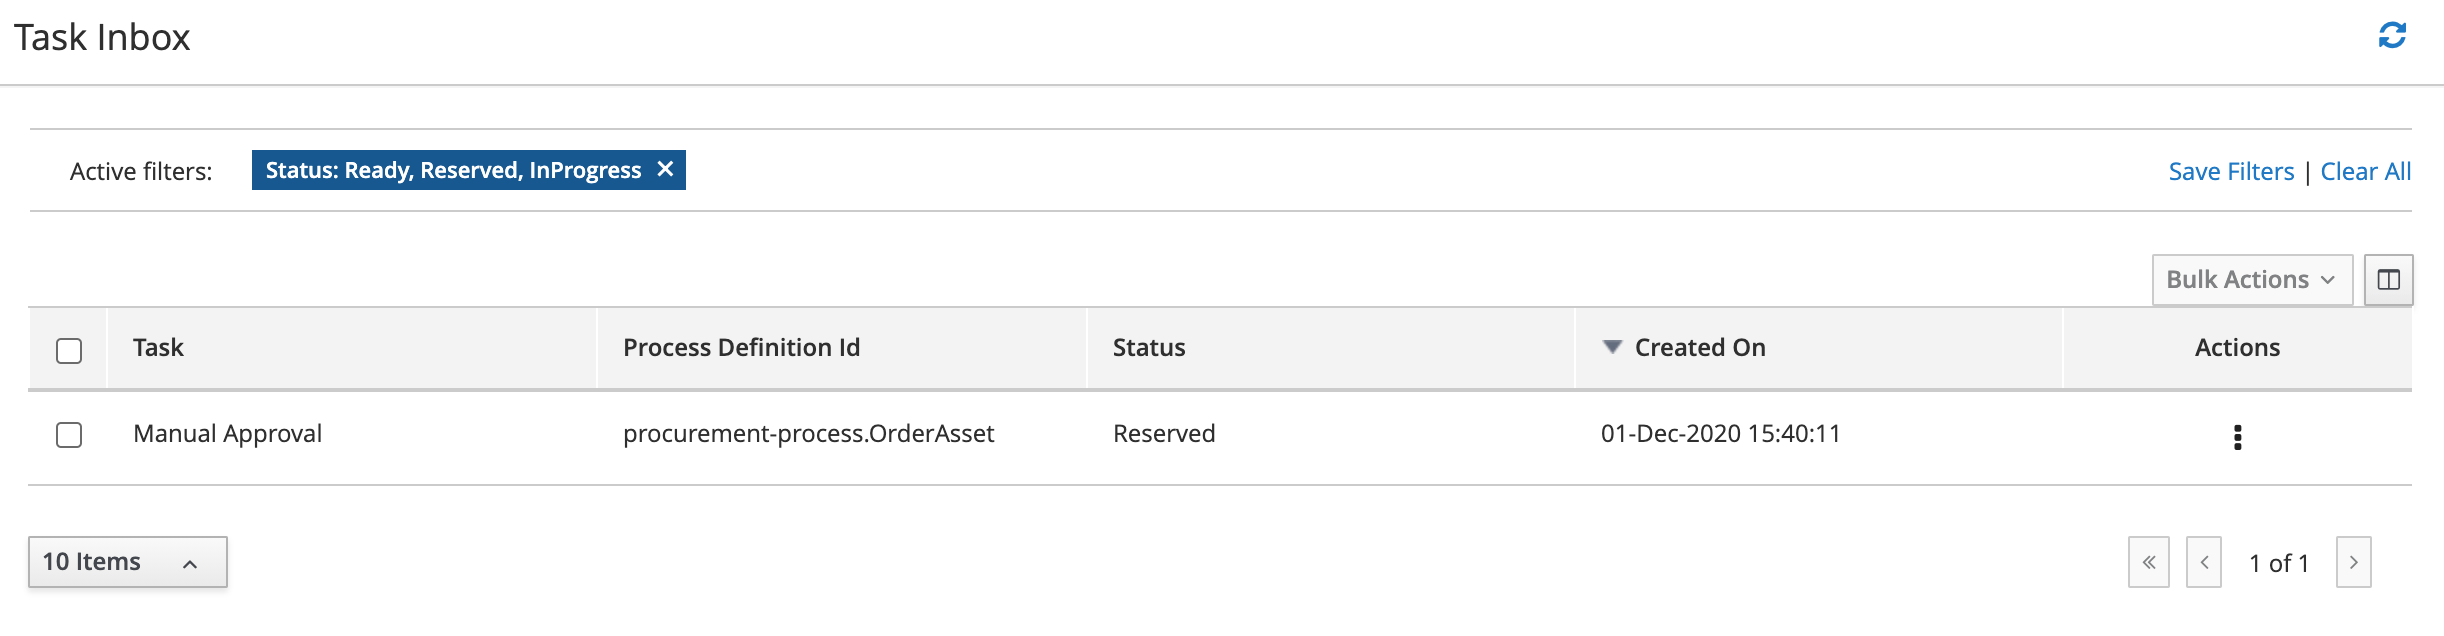 Task Inbox
Active filters: Status: Ready, Reserved, InProgress ✕ Save Filters | Clear All
Bulk Actions
Task Process Definition Id Status Created On Actions
Manual Approval procurement-process.OrderAsset Reserved 01-Dec-2020 15:40:11
10 Items « < 1 of 1 >